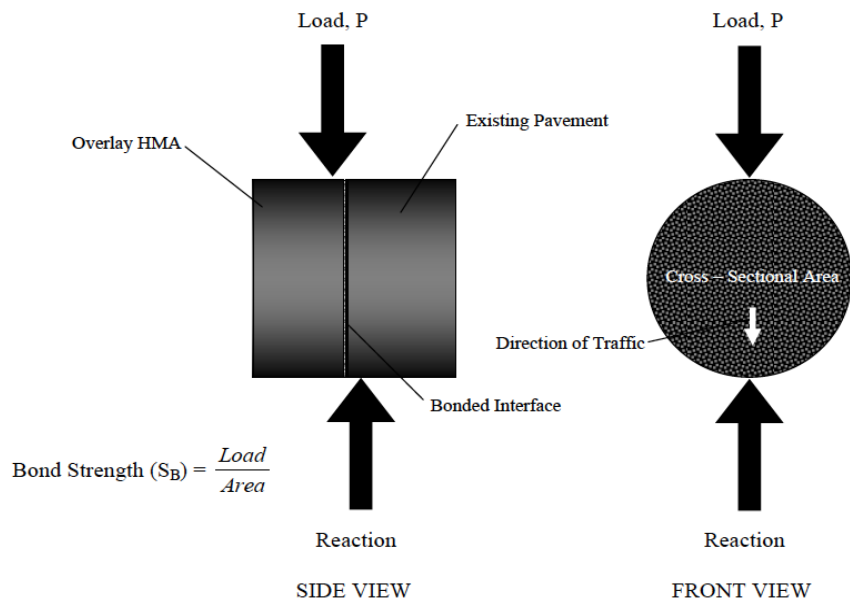 Load, P
Load, P
Existing Pavement
Overlay HMA
Cross – Sectional Area
Direction of Traffic
Bonded Interface
Bond Strength (S_B) = Load
Area
Reaction
Reaction
SIDE VIEW
FRONT VIEW